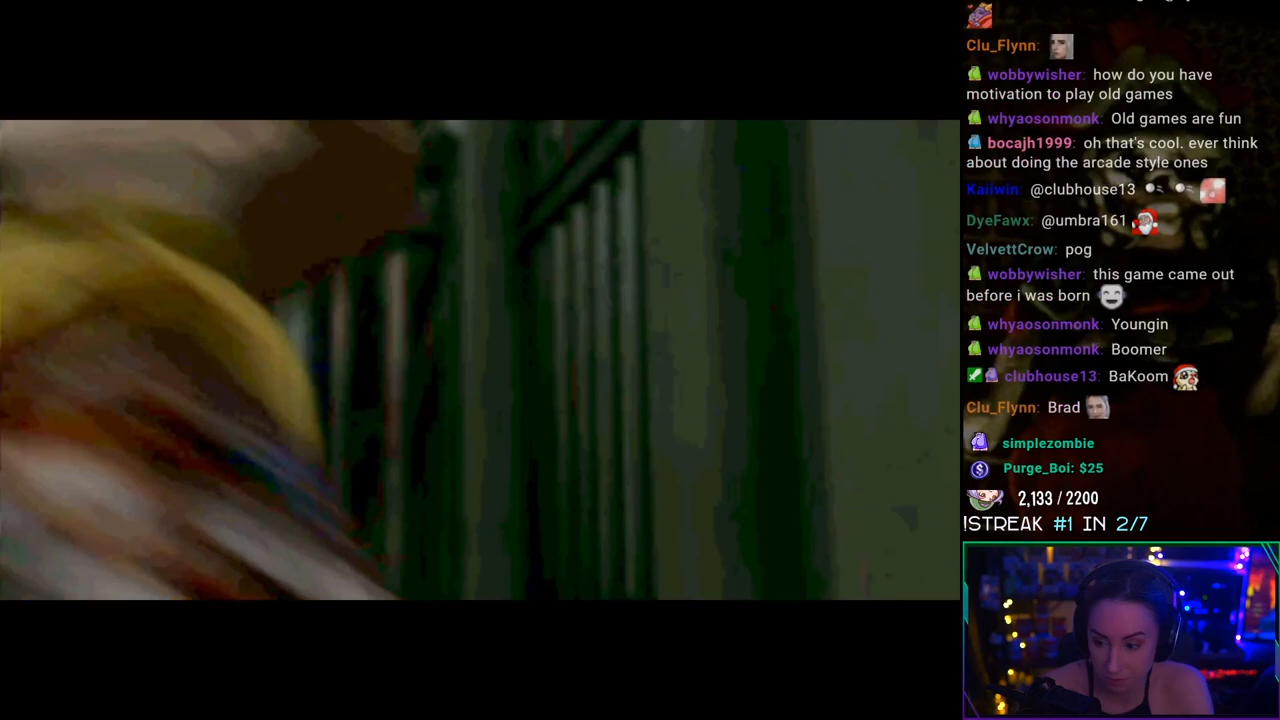 Clu_Flynn:
wobbywisher: how do you have
motivation to play old games
whyaosonmonk: Old games are fun
bocajh1999: oh that's cool. ever think
about doing the arcade style ones
Kaiiwin: @clubhouse13
DyeFawx: @umbra161
VelvettCrow: pog
wobbywisher: this game came out
before i was born
whyaosonmonk: Youngin
whyaosonmonk: Boomer
clubhouse13: BaKoom
Clu_Flynn: Brad
simplezombie
Purge_Boi: $25
2,133 / 2200
!STREAK #1 IN 2/7